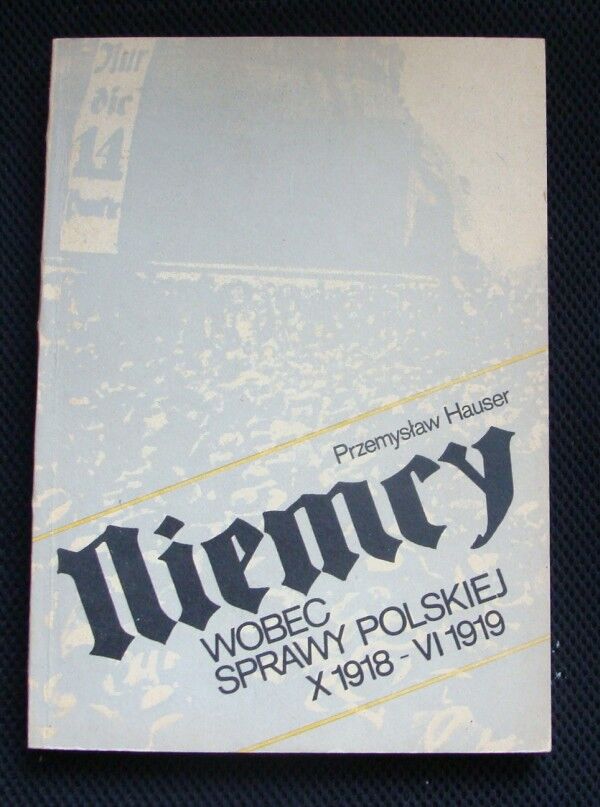 Nur
die
14
Przemysław Hauser
Niemcy
WOBEC
SPRAWY POLSKIEJ
X 1918 - VI 1919